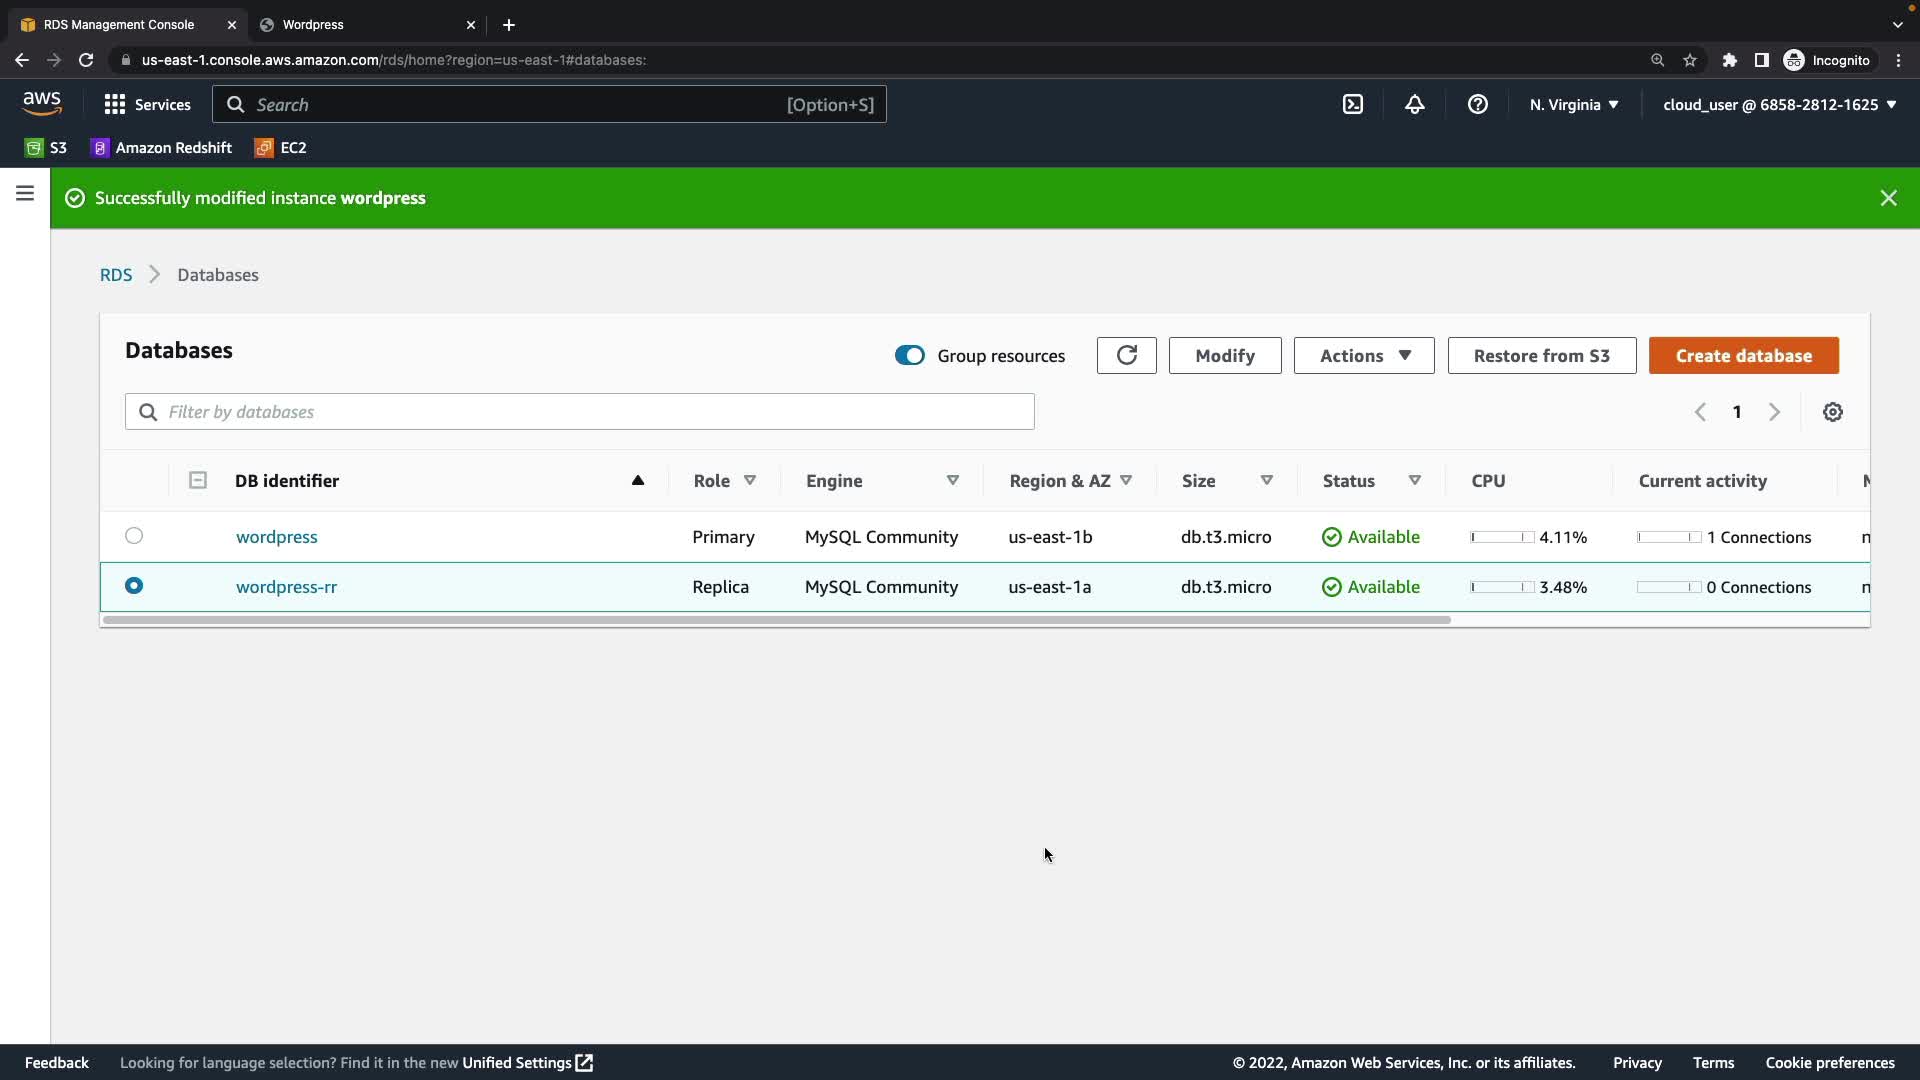 RDS Management Console
Wordpress
us-east-1.console.aws.amazon.com/rds/home?region=us-east-1#databases:
Incognito
aws
Services
Search
[Option+S]
N. Virginia
cloud_user @ 6858-2812-1625
S3
Amazon Redshift
EC2
Successfully modified instance wordpress
RDS
Databases
Databases
Group resources
Modify
Actions
Restore from S3
Create database
Filter by databases
1
DB identifier
Role
Engine
Region & AZ
Size
Status
CPU
Current activity
wordpress
Primary
MySQL Community
us-east-1b
db.t3.micro
Available
4.11%
1 Connections
wordpress-rr
Replica
MySQL Community
us-east-1a
db.t3.micro
Available
3.48%
0 Connections
Feedback
Looking for language selection? Find it in the new Unified Settings
© 2022, Amazon Web Services, Inc. or its affiliates.
Privacy
Terms
Cookie preferences